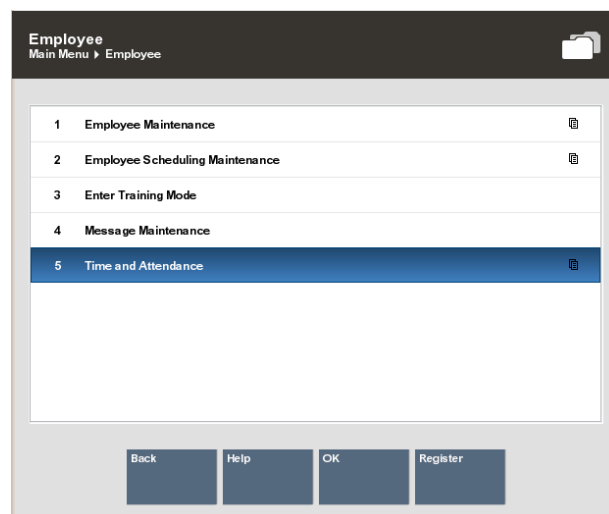 Employee
Main Menu ▸ Employee
1 Employee Maintenance
2 Employee Scheduling Maintenance
3 Enter Training Mode
4 Message Maintenance
5 Time and Attendance
Back Help OK Register